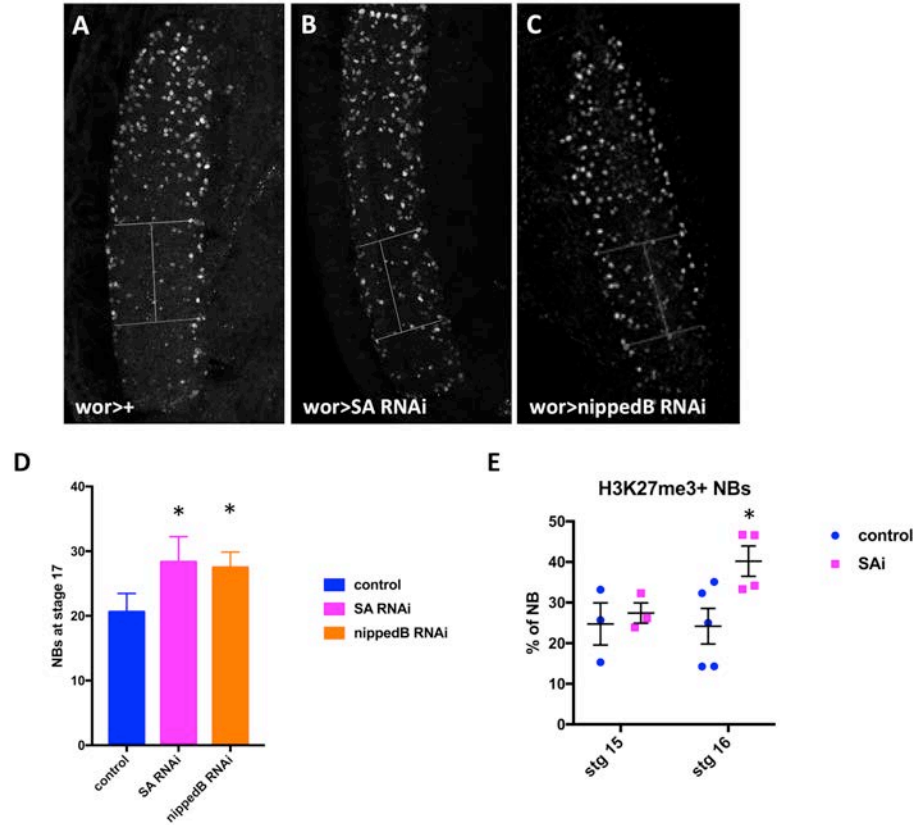 A
B
C
wor>+
wor>SA RNAi
wor>nippedB RNAi
D
NBs at stage 17
40
30
20
10
0
control
SA RNAi
nippedB RNAi
*
*
control
SA RNAi
nippedB RNAi
E
H3K27me3+ NBs
% of NB
50
40
30
20
10
0
stg 15
stg 16
*
control
SAi